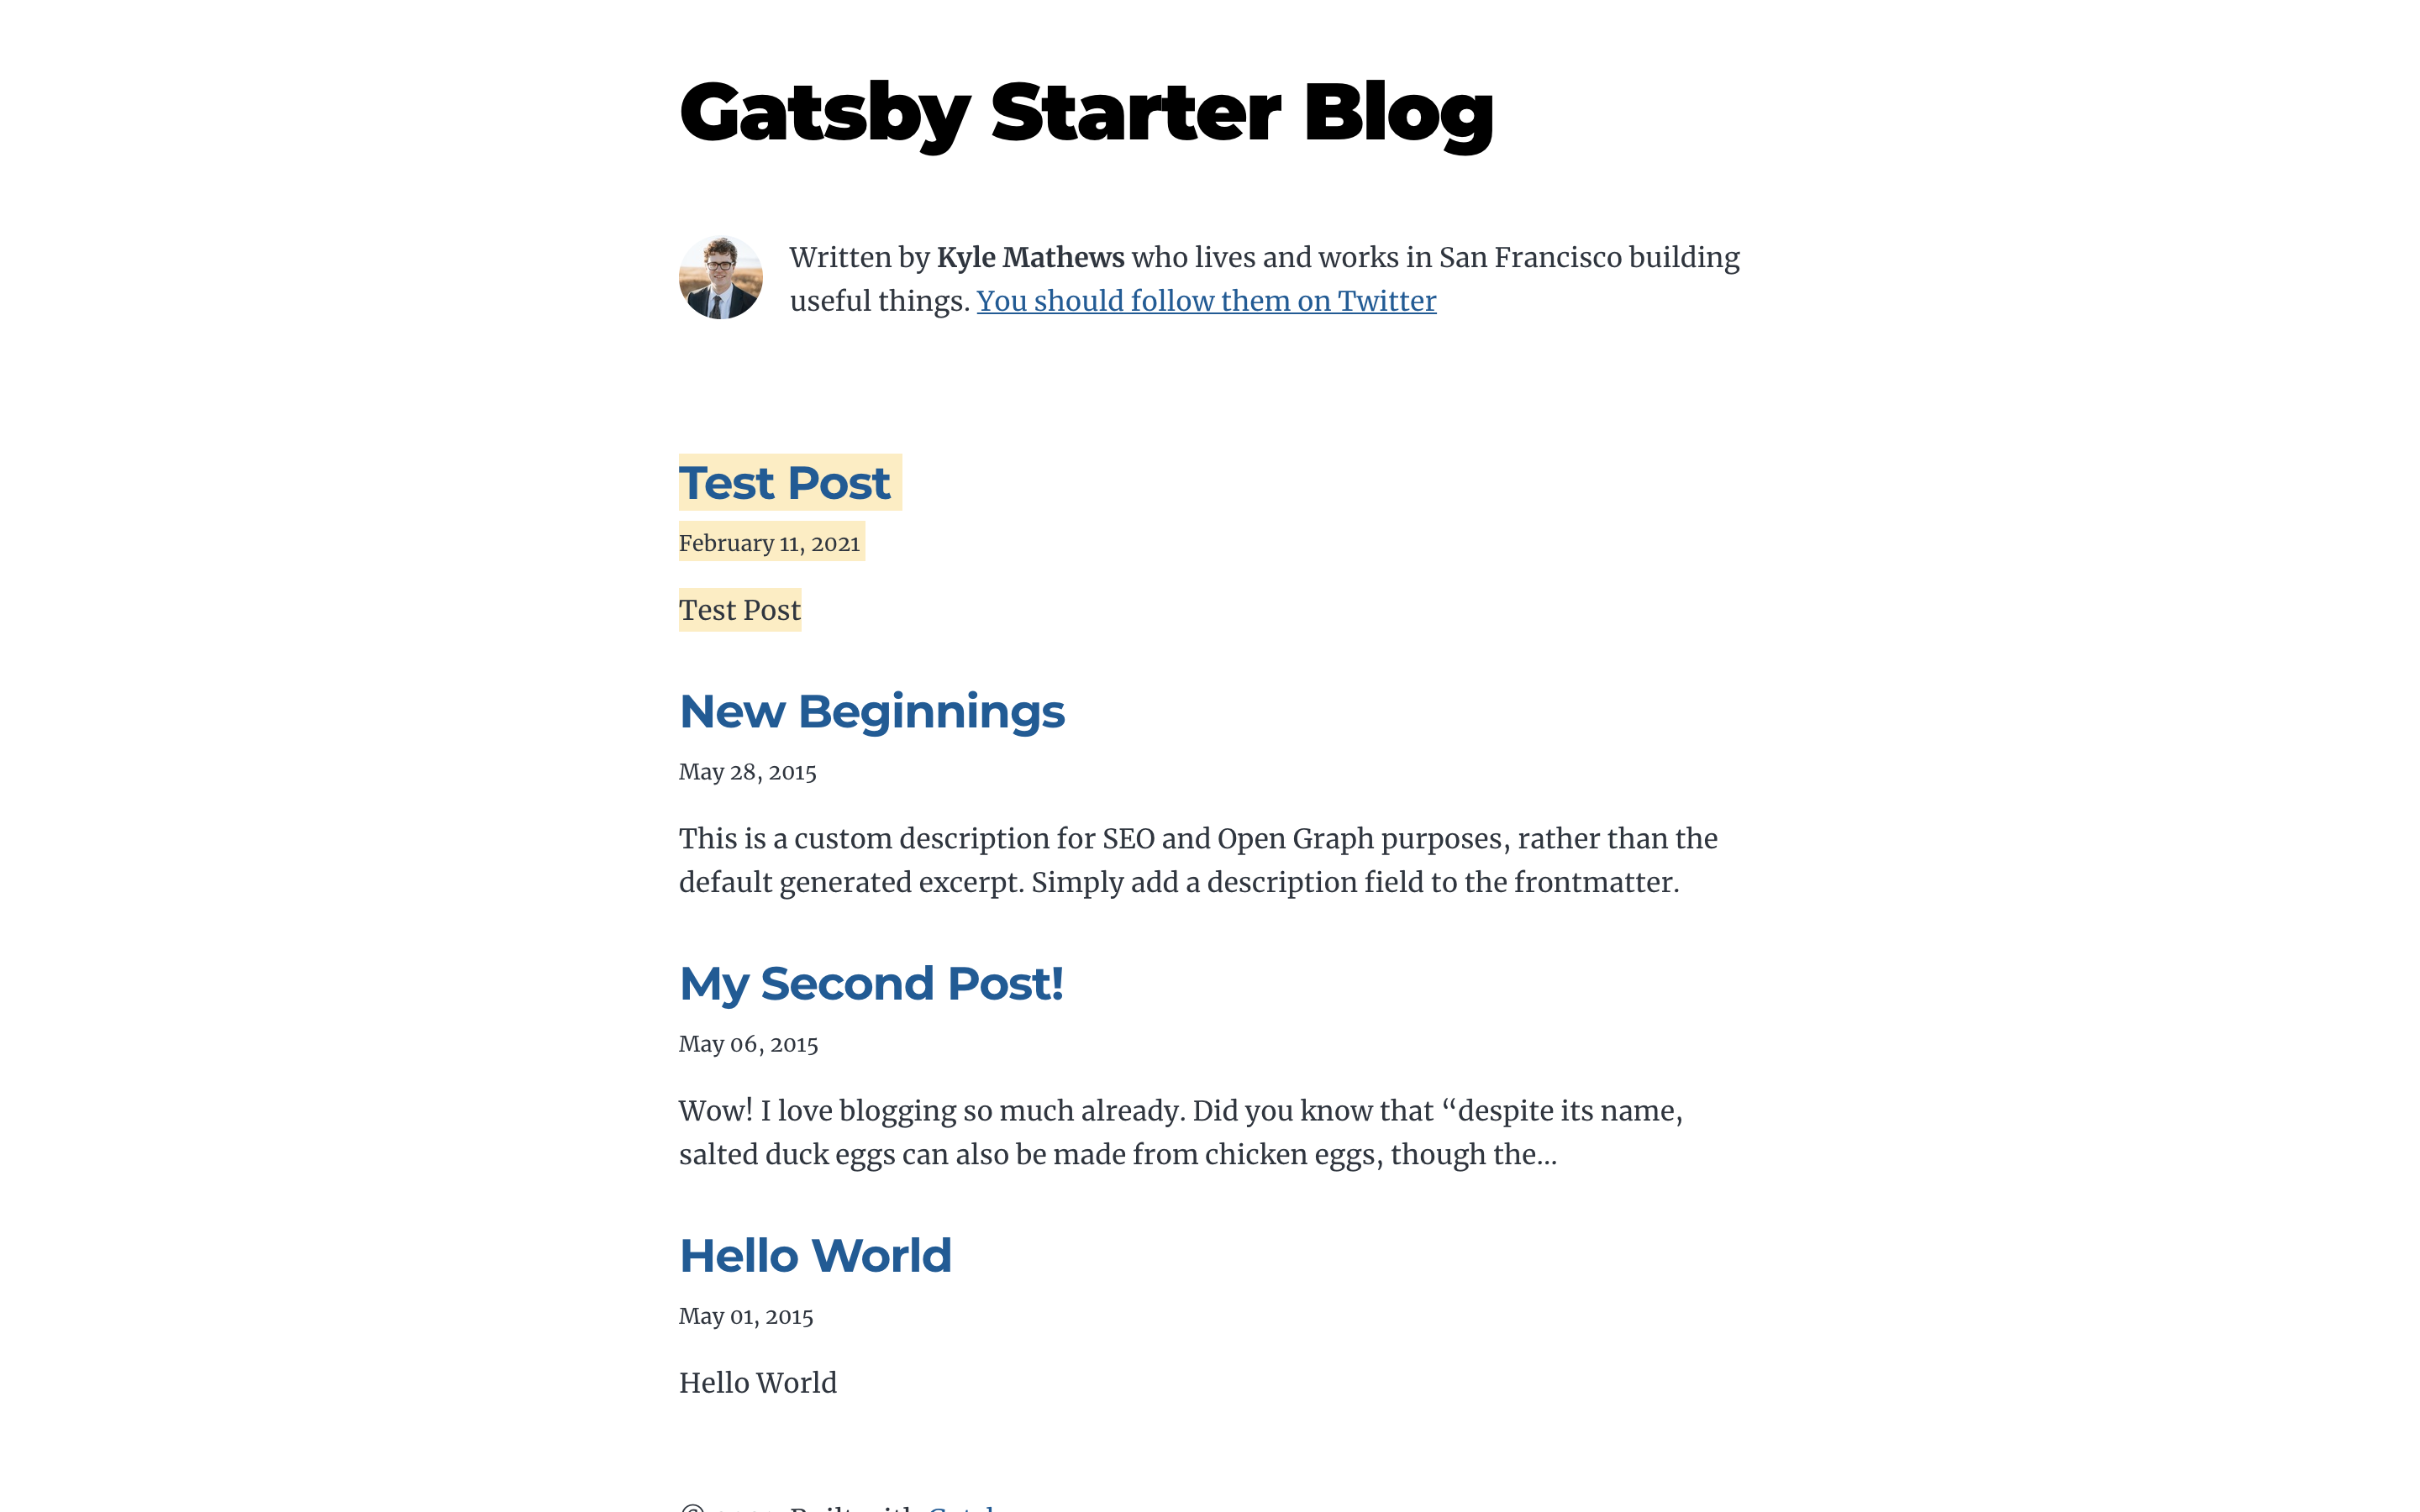 Gatsby Starter Blog
Written by Kyle Mathews who lives and works in San Francisco building
useful things. You should follow them on Twitter
Test Post
February 11, 2021
Test Post
New Beginnings
May 28, 2015
This is a custom description for SEO and Open Graph purposes, rather than the
default generated excerpt. Simply add a description field to the frontmatter.
My Second Post!
May 06, 2015
Wow! I love blogging so much already. Did you know that “despite its name,
salted duck eggs can also be made from chicken eggs, though the…
Hello World
May 01, 2015
Hello World